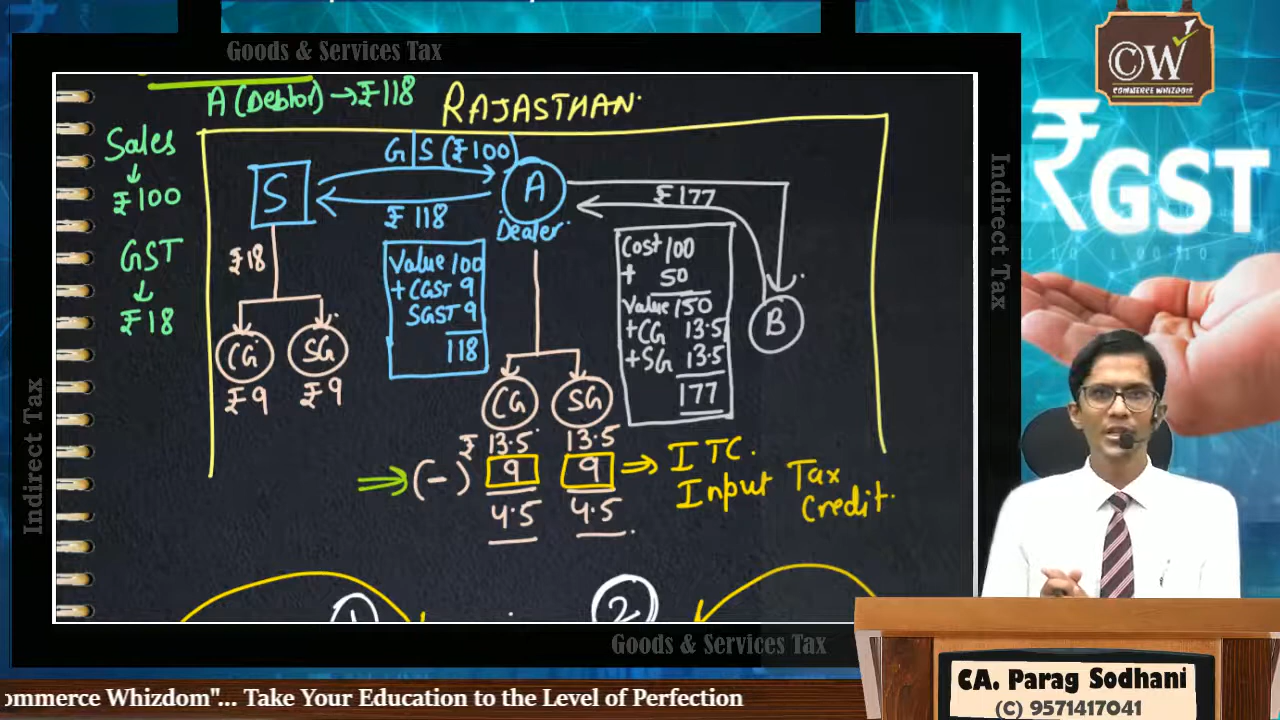 Goods & Services Tax
CW
COMMERCE WHIZDOM
A (Debtor) → ₹118
RAJASTHAN.
Sales
↓
₹100
GST
↓
₹18
G|S (₹100)
S
A
Dealer.
₹118
₹177
₹18
Value 100
+CGST 9
SGST 9
118
Cost 100
+ 50
Value 150
+CG 13.5
+SG 13.5
177
B
CG
SG
₹9
₹9
CG
SG
₹ 13.5
13.5
⇒ (-) 9
9 ⇒ ITC.
Input Tax
Credit.
4.5
4.5
1
2
Indirect Tax
Indirect Tax
₹GST
Goods & Services Tax
CA. Parag Sodhani
(C) 9571417041
ommerce Whizdom"... Take Your Education to the Level of Perfection